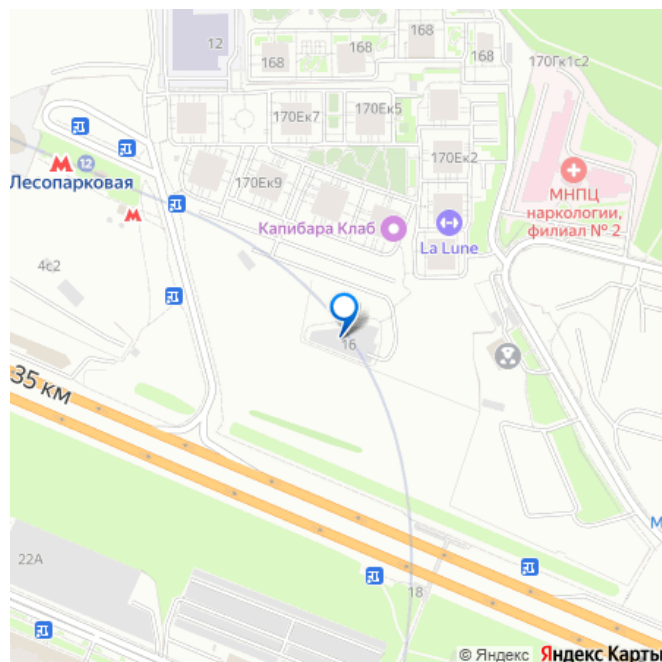 12
168
168
168
168
170Гк1с2
170Ек7
170Ек5
12
Лесопарковая
170Ек2
170Ек9
МНПЦ
наркологии,
филиал № 2
Капибара Клаб
La Lune
4с2
16
35 км
М
22А
18
© Яндекс Яндекс Карты